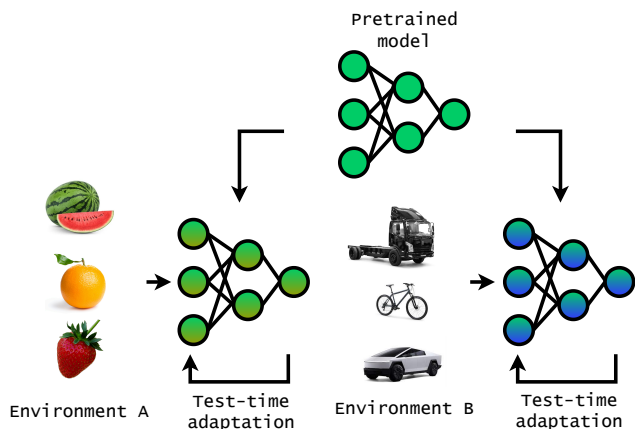 Pretrained
model
Environment A
Test-time
adaptation
Environment B
Test-time
adaptation